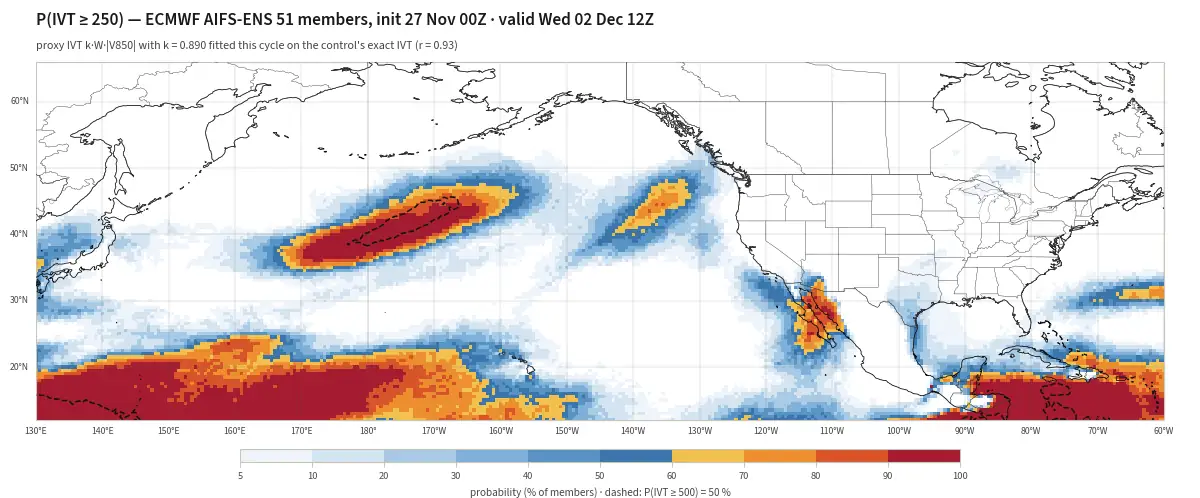 P(IVT ≥ 250) — ECMWF AIFS-ENS 51 members, init 27 Nov 00Z · valid Wed 02 Dec 12Z
proxy IVT k·W·|V850| with k = 0.890 fitted this cycle on the control's exact IVT (r = 0.93)
60°N
50°N
40°N
30°N
20°N
130°E 140°E 150°E 160°E 170°E 180° 170°W 160°W 150°W 140°W 130°W 120°W 110°W 100°W 90°W 80°W 70°W 60°W
5 10 20 30 40 50 60 70 80 90 100
probability (% of members) · dashed: P(IVT ≥ 500) = 50 %